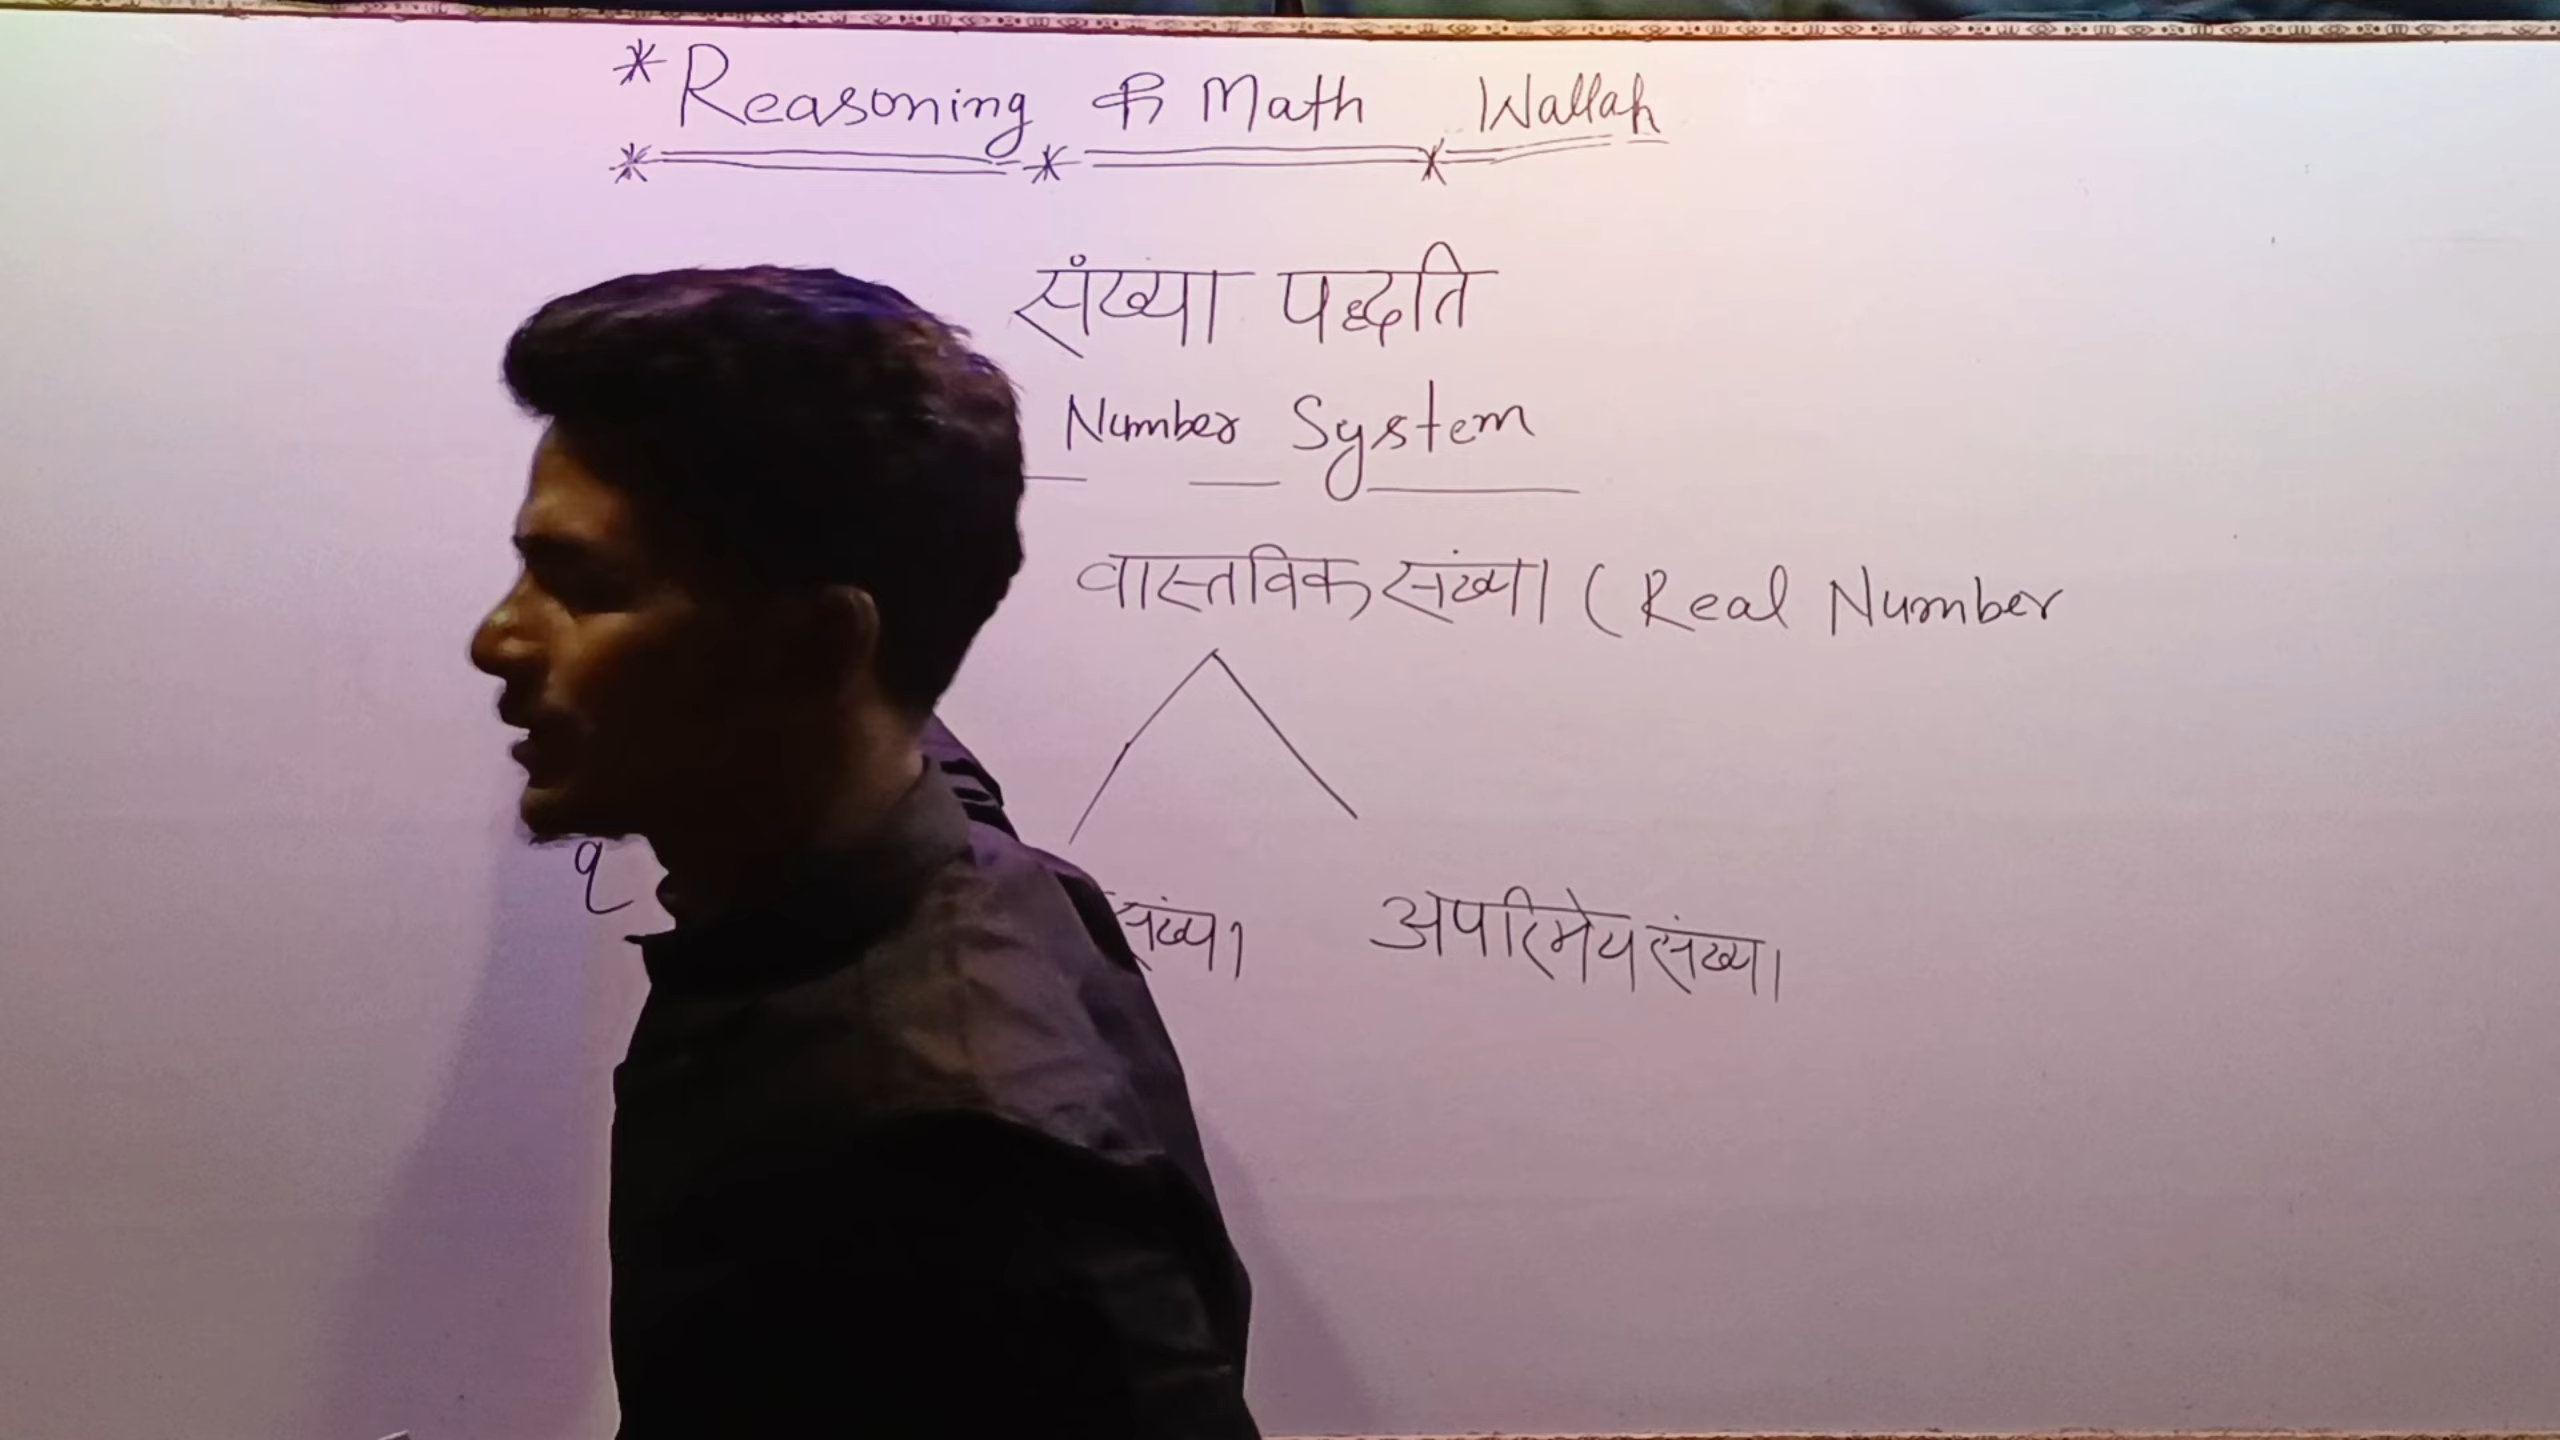 * Reasoning के Math Wallah
संख्या पद्धति
Number System
वास्तविक संख्या ( Real Number
q संख्या अपरिमेय संख्या